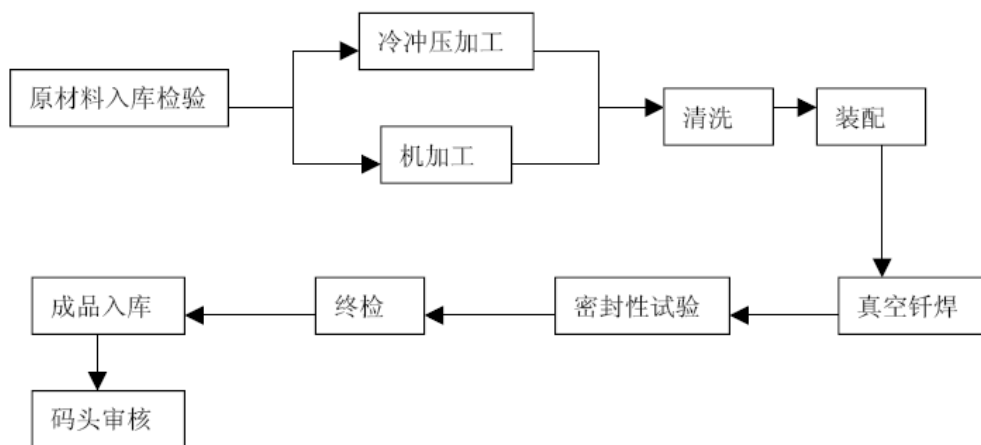 冷冲压加工
原材料入库检验
机加工
清洗
装配
真空钎焊
密封性试验
终检
成品入库
码头审核